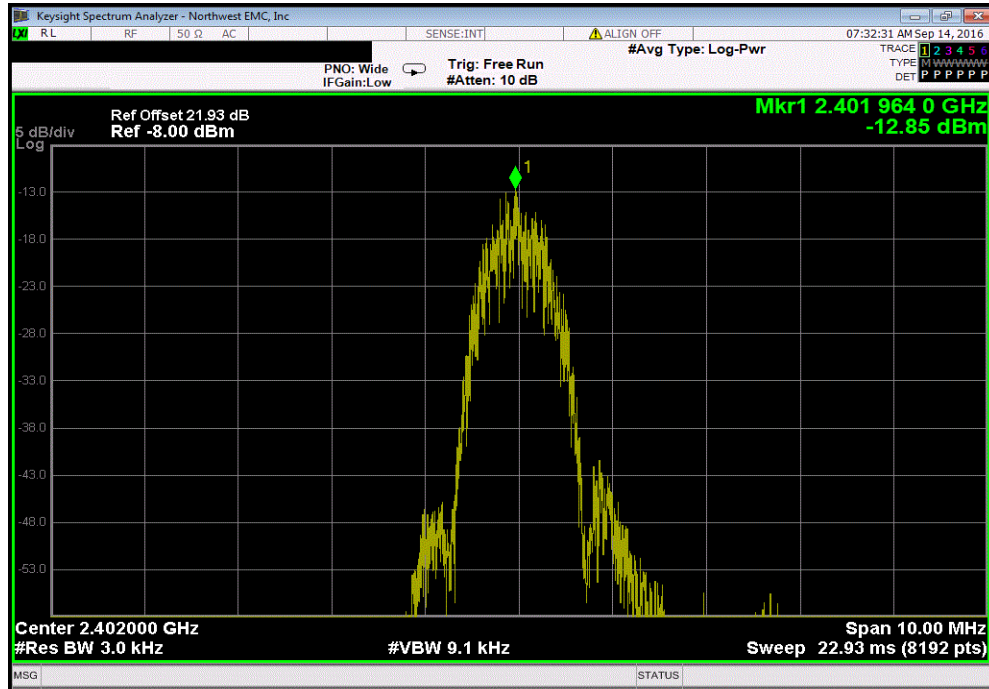 Keysight Spectrum Analyzer - Northwest EMC, Inc
LXI RL RF 50 Ω AC SENSE:INT ALIGN OFF 07:32:31 AM Sep 14, 2016
#Avg Type: Log-Pwr TRACE 1 2 3 4 5 6
PNO: Wide Trig: Free Run TYPE M WWWWW
IFGain:Low #Atten: 10 dB DET P P P P P P
Mkr1 2.401 964 0 GHz
Ref Offset 21.93 dB
5 dB/div Ref -8.00 dBm -12.85 dBm
Log
1
-13.0
-18.0
-23.0
-28.0
-33.0
-38.0
-43.0
-48.0
-53.0
Center 2.402000 GHz Span 10.00 MHz
#Res BW 3.0 kHz #VBW 9.1 kHz Sweep 22.93 ms (8192 pts)
MSG STATUS